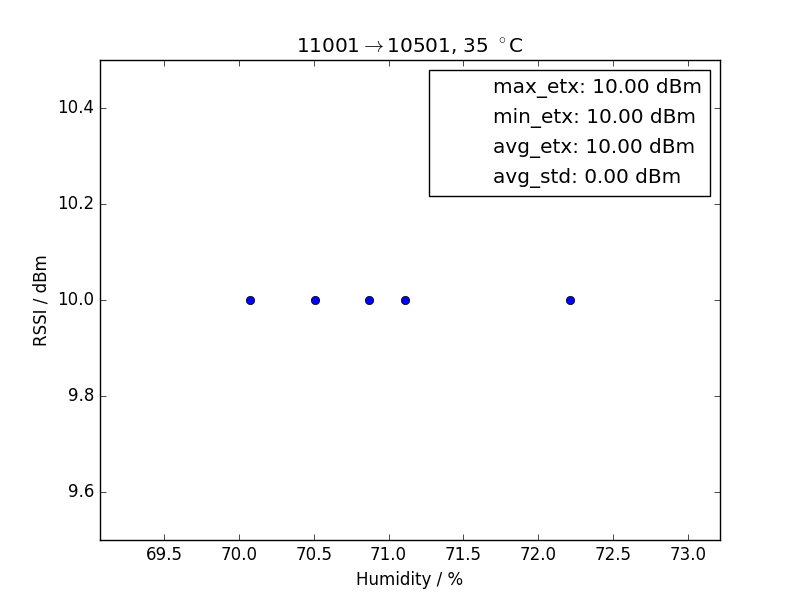 11001→10501, 35 °C
max_etx: 10.00 dBm
min_etx: 10.00 dBm
avg_etx: 10.00 dBm
avg_std: 0.00 dBm
10.4
10.2
10.0
9.8
9.6
RSSI / dBm
69.5 70.0 70.5 71.0 71.5 72.0 72.5 73.0
Humidity / %